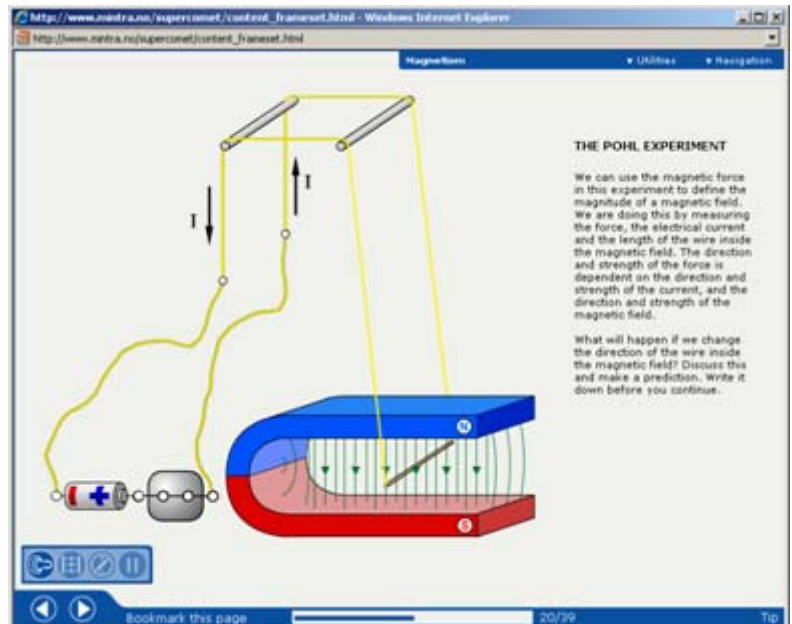 http://www.mintra.no/supercomet/content_frameset.html - Windows Internet Explorer
http://www.mintra.no/supercomet/content_frameset.html
Magnetism ▾ Utilities ▾ Navigation
THE POHL EXPERIMENT
We can use the magnetic force
in this experiment to define the
magnitude of a magnetic field.
We are doing this by measuring
the force, the electrical current
and the length of the wire inside
the magnetic field. The direction
and strength of the force is
dependent on the direction and
strength of the current, and the
direction and strength of the
magnetic field.
What will happen if we change
the direction of the wire inside
the magnetic field? Discuss this
and make a prediction. Write it
down before you continue.
I
I
N
S
Bookmark this page
20/39
Tip